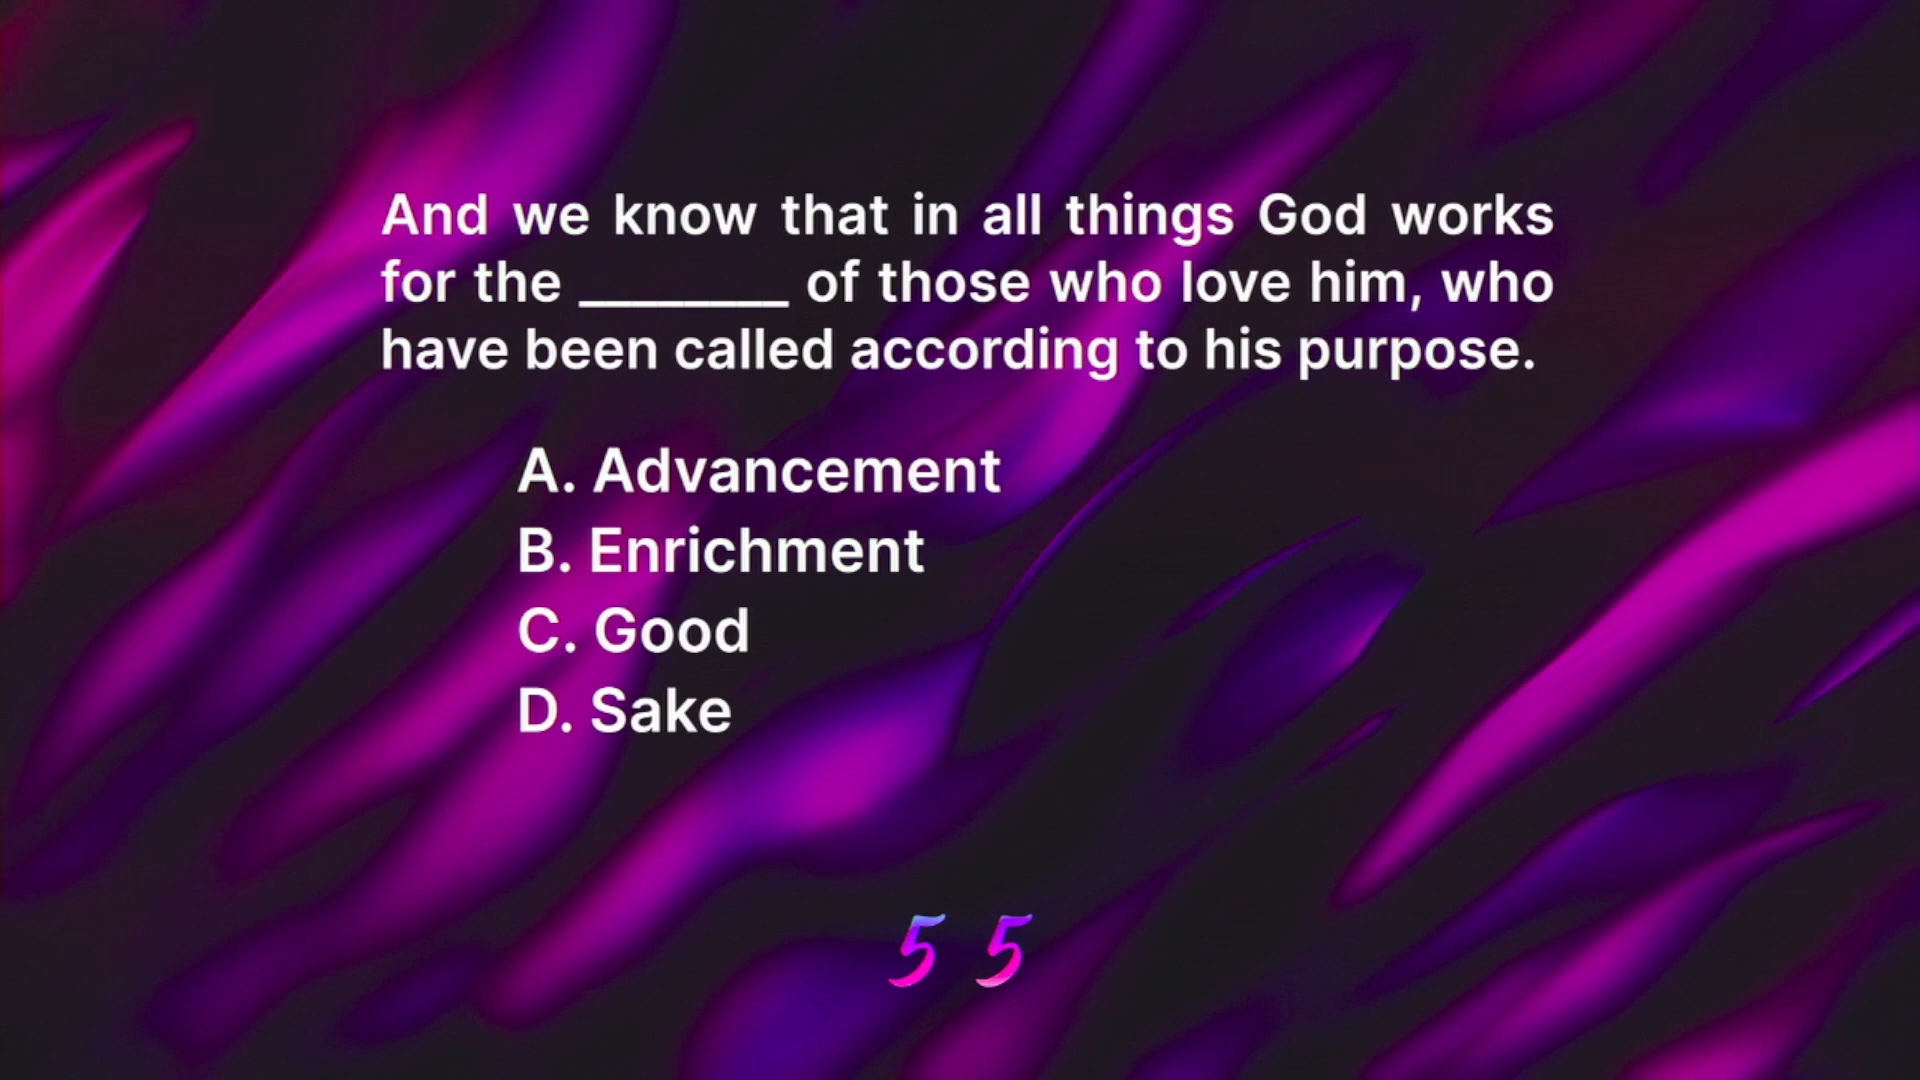 And we know that in all things God works
for the ________ of those who love him, who
have been called according to his purpose.
A. Advancement
B. Enrichment
C. Good
D. Sake
5 5